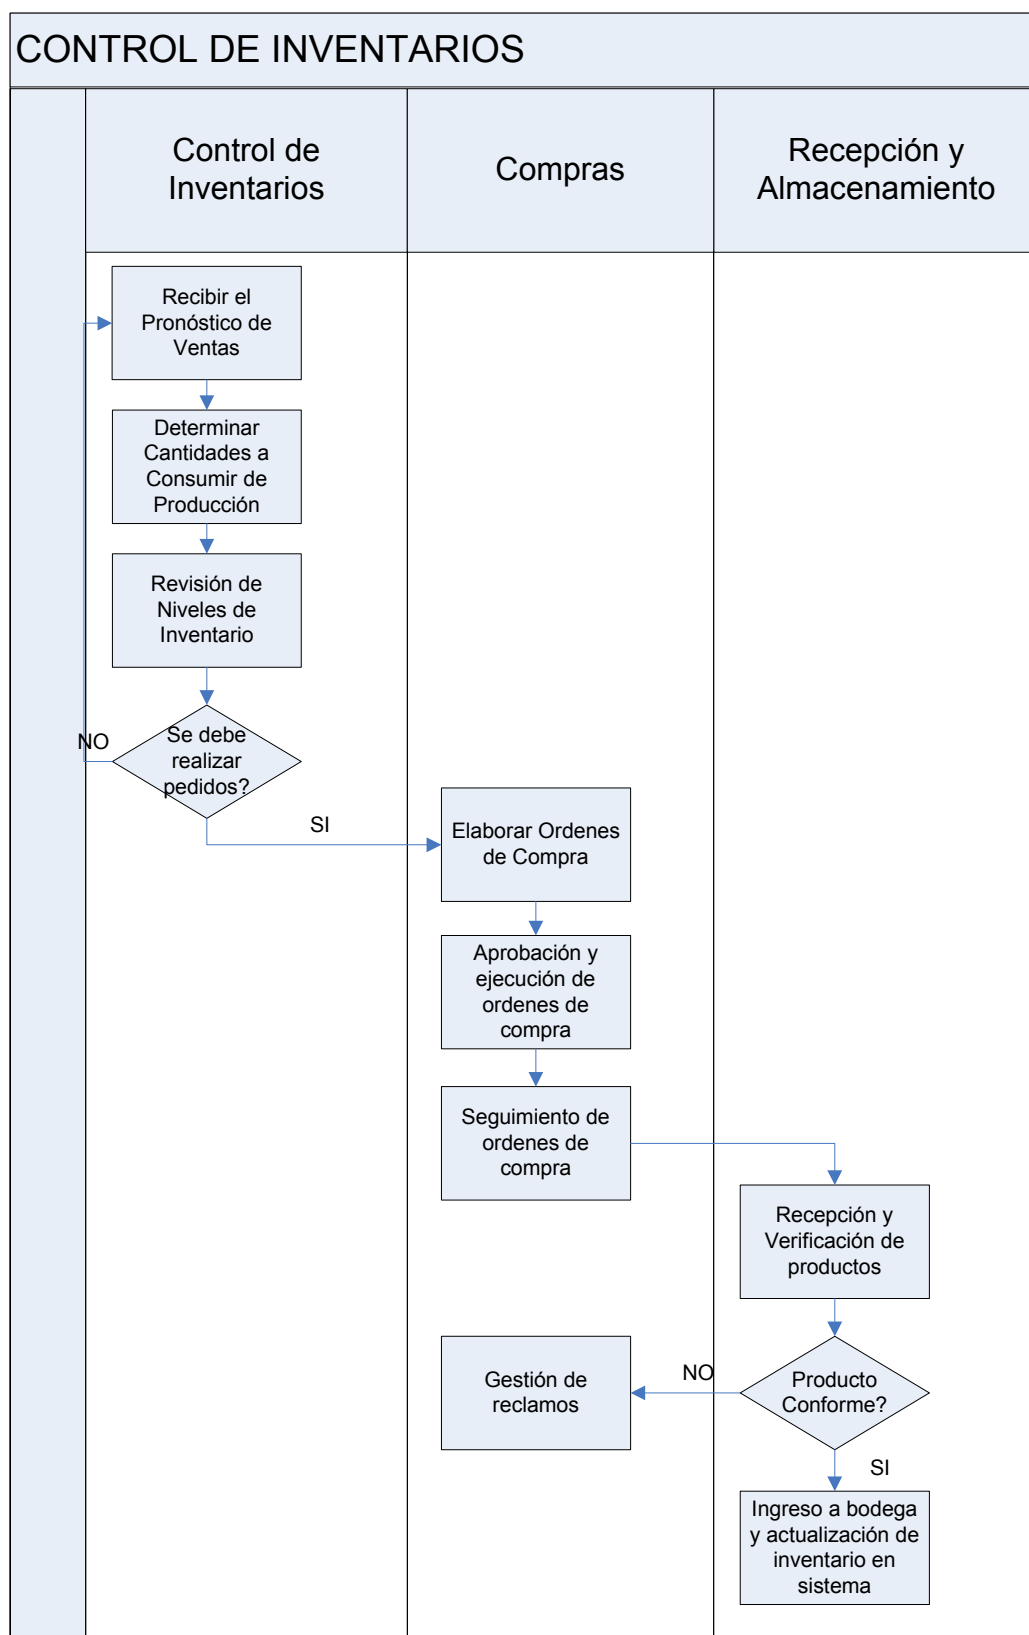 CONTROL DE INVENTARIOS
Control de
Inventarios
Compras
Recepción y
Almacenamiento
Recibir el
Pronóstico de
Ventas
Determinar
Cantidades a
Consumir de
Producción
Revisión de
Niveles de
Inventario
Se debe
realizar
pedidos?
NO
SI
Elaborar Ordenes
de Compra
Aprobación y
ejecución de
ordenes de
compra
Seguimiento de
ordenes de
compra
Recepción y
Verificación de
productos
Producto
Conforme?
NO
Gestión de
reclamos
SI
Ingreso a bodega
y actualización de
inventario en
sistema